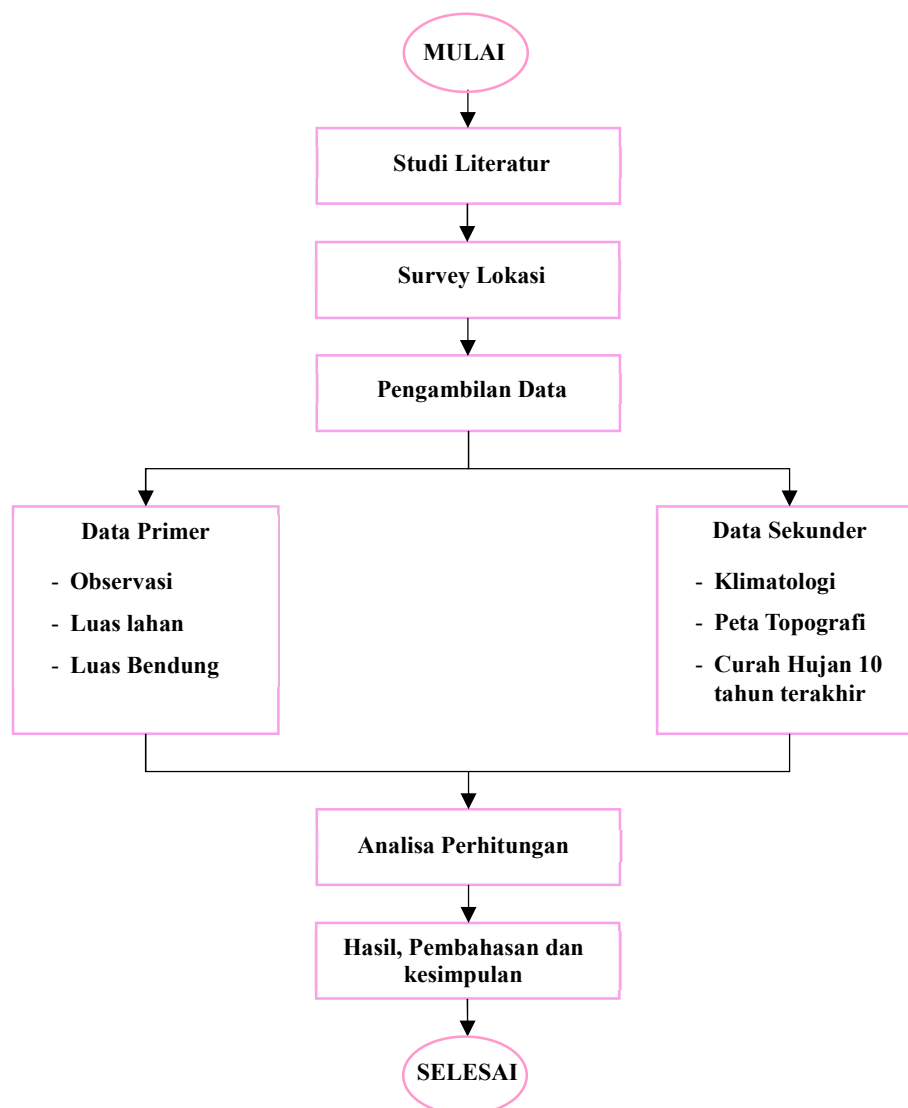 MULAI
Studi Literatur
Survey Lokasi
Pengambilan Data
Data Primer
- Observasi
- Luas lahan
- Luas Bendung
Data Sekunder
- Klimatologi
- Peta Topografi
- Curah Hujan 10
tahun terakhir
Analisa Perhitungan
Hasil, Pembahasan dan
kesimpulan
SELESAI